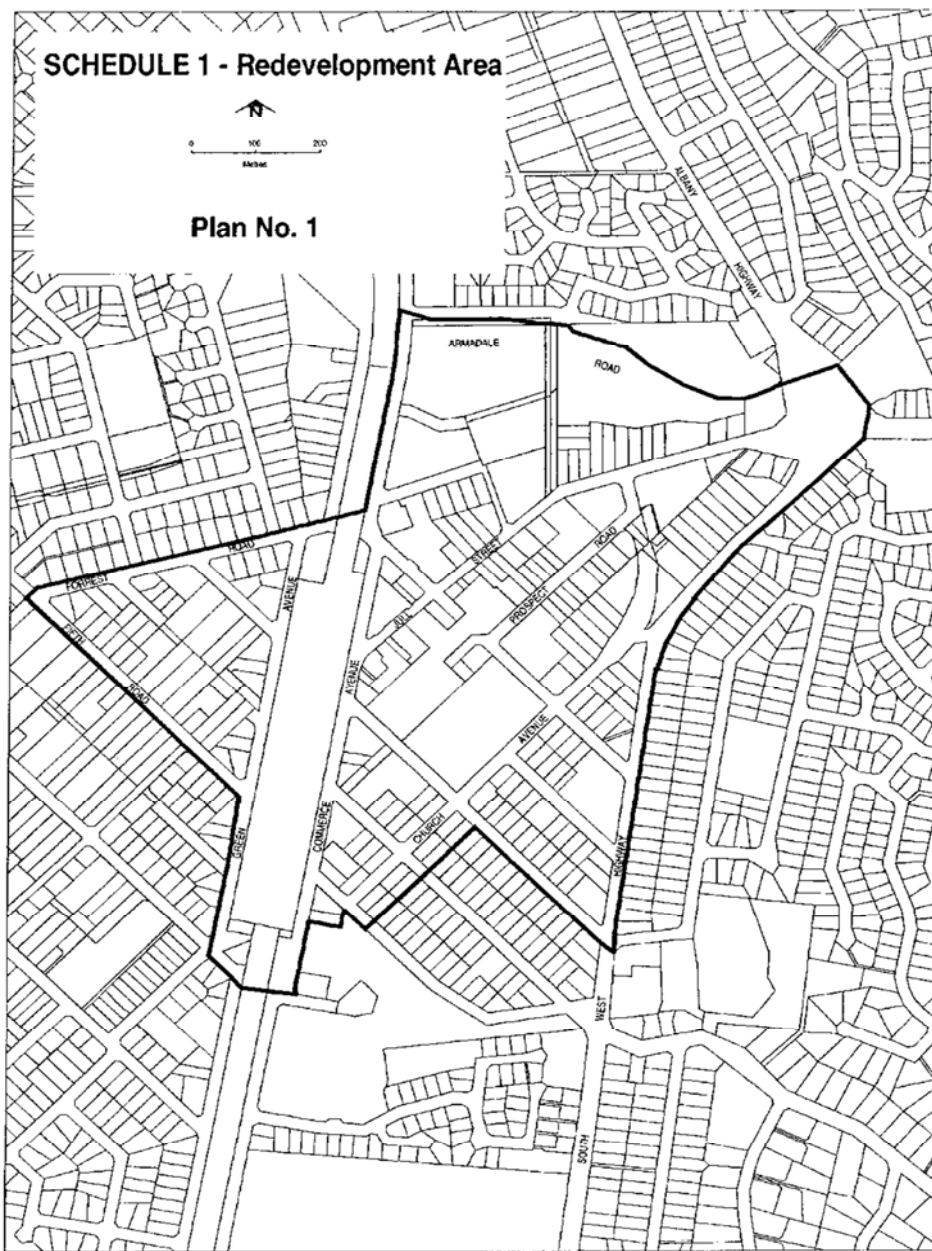 SCHEDULE 1 - Redevelopment Area
N
0 100 200
Metres
Plan No. 1
ALBANY
HIGHWAY
ARMADALE
ROAD
ROAD
FORREST
AVENUE
STREET
JULL
ROAD
PROSPECT
FIFTH
ROAD
AVENUE
AVENUE
GREEN
COMMERCE
CHURCH
HIGHWAY
WEST
SOUTH